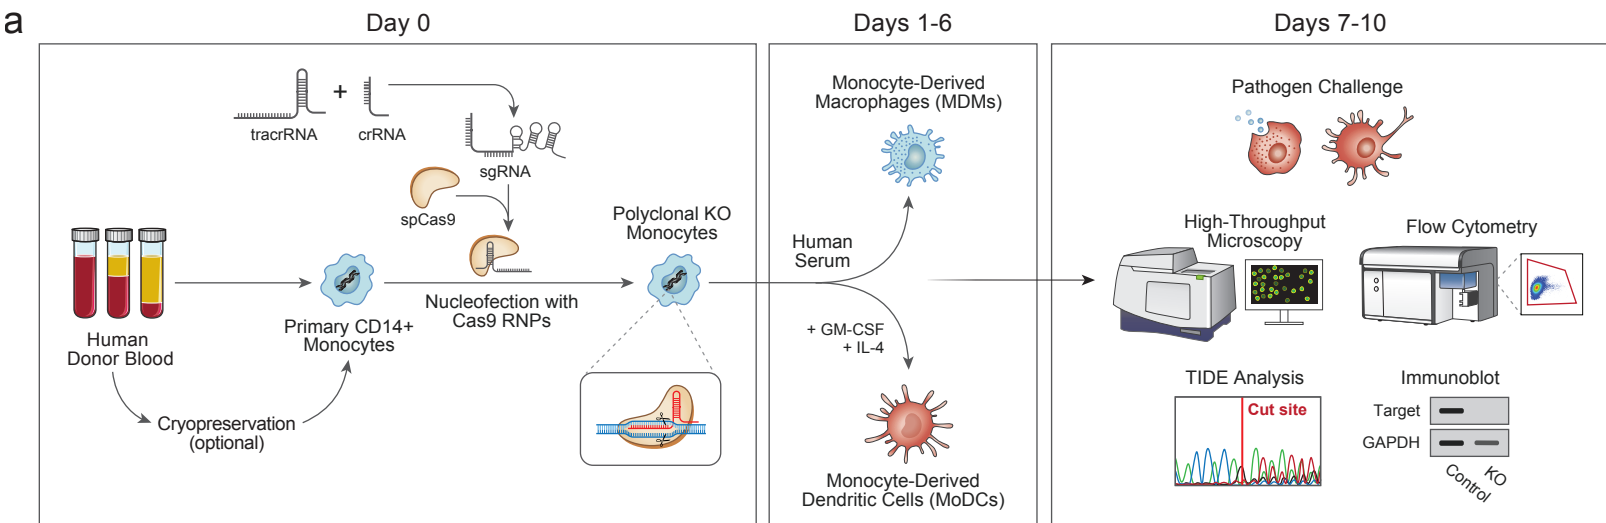 a
Day 0
Days 1-6
Days 7-10
tracrRNA
+
crRNA
sgRNA
spCas9
Human
Donor Blood
Cryopreservation
(optional)
Primary CD14+
Monocytes
Nucleofection with
Cas9 RNPs
Polyclonal KO
Monocytes
Monocyte-Derived
Macrophages (MDMs)
Human
Serum
+ GM-CSF
+ IL-4
Monocyte-Derived
Dendritic Cells (MoDCs)
Pathogen Challenge
High-Throughput
Microscopy
Flow Cytometry
TIDE Analysis
Cut site
Immunoblot
Target
GAPDH
Control
KO